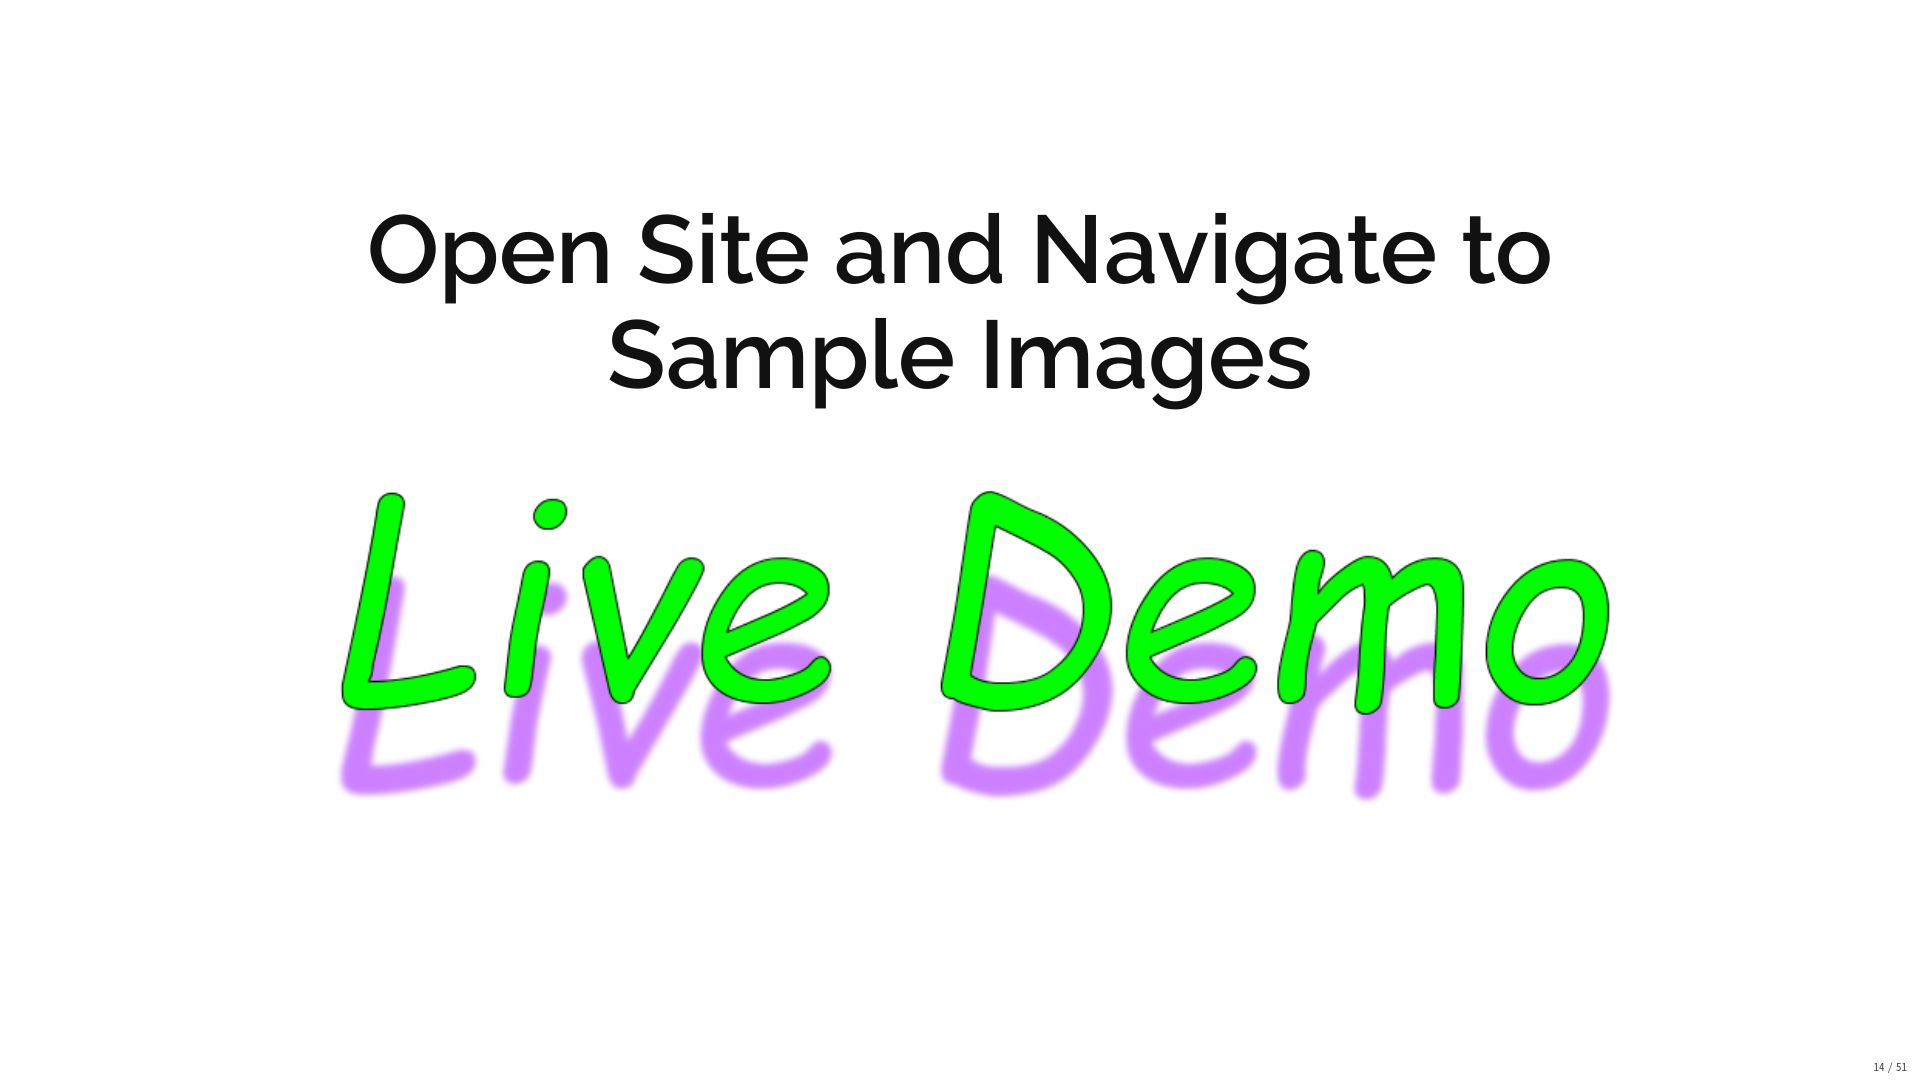 Open Site and Navigate to
Sample Images
Live Demo
14 / 51